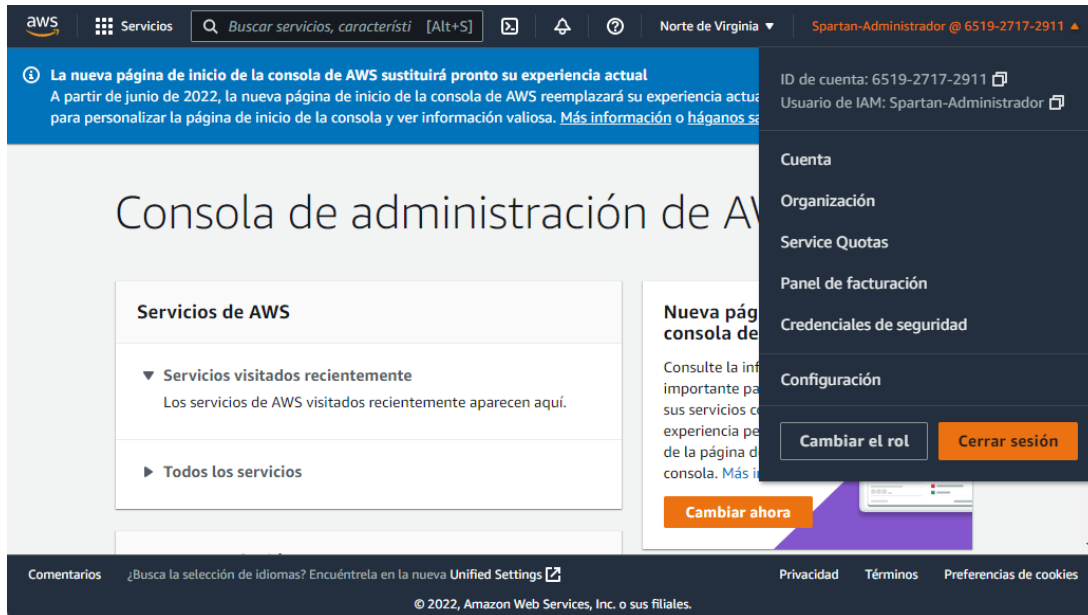 aws
Servicios
Buscar servicios, característi [Alt+S]
Norte de Virginia
Spartan-Administrador @ 6519-2717-2911
La nueva página de inicio de la consola de AWS sustituirá pronto su experiencia actual
A partir de junio de 2022, la nueva página de inicio de la consola de AWS reemplazará su experiencia
para personalizar la página de inicio de la consola y ver información valiosa. Más información o háganos
ID de cuenta: 6519-2717-2911
Usuario de IAM: Spartan-Administrador
Cuenta
Organización
Service Quotas
Panel de facturación
Credenciales de seguridad
Configuración
Cambiar el rol
Cerrar sesión
Consola de administración de
Servicios de AWS
Servicios visitados recientemente
Los servicios de AWS visitados recientemente aparecen aquí.
Todos los servicios
Nueva
consola de
Consulte la
importante
sus servicios
experiencia
de la página
consola. Más
Cambiar ahora
Comentarios
¿Busca la selección de idiomas? Encuéntrela en la nueva Unified Settings
Privacidad
Términos
Preferencias de cookies
© 2022, Amazon Web Services, Inc. o sus filiales.